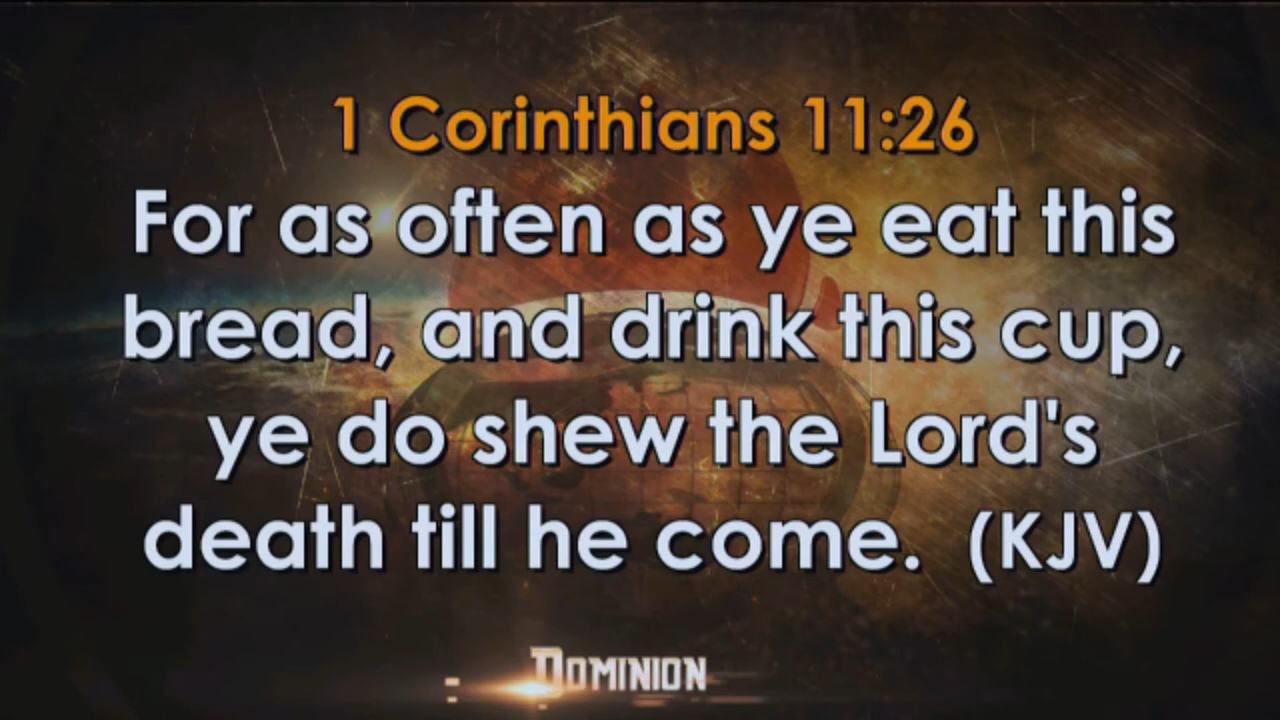 1 Corinthians 11:26
For as often as ye eat this
bread, and drink this cup,
ye do shew the Lord's
death till he come. (KJV)
DOMINION